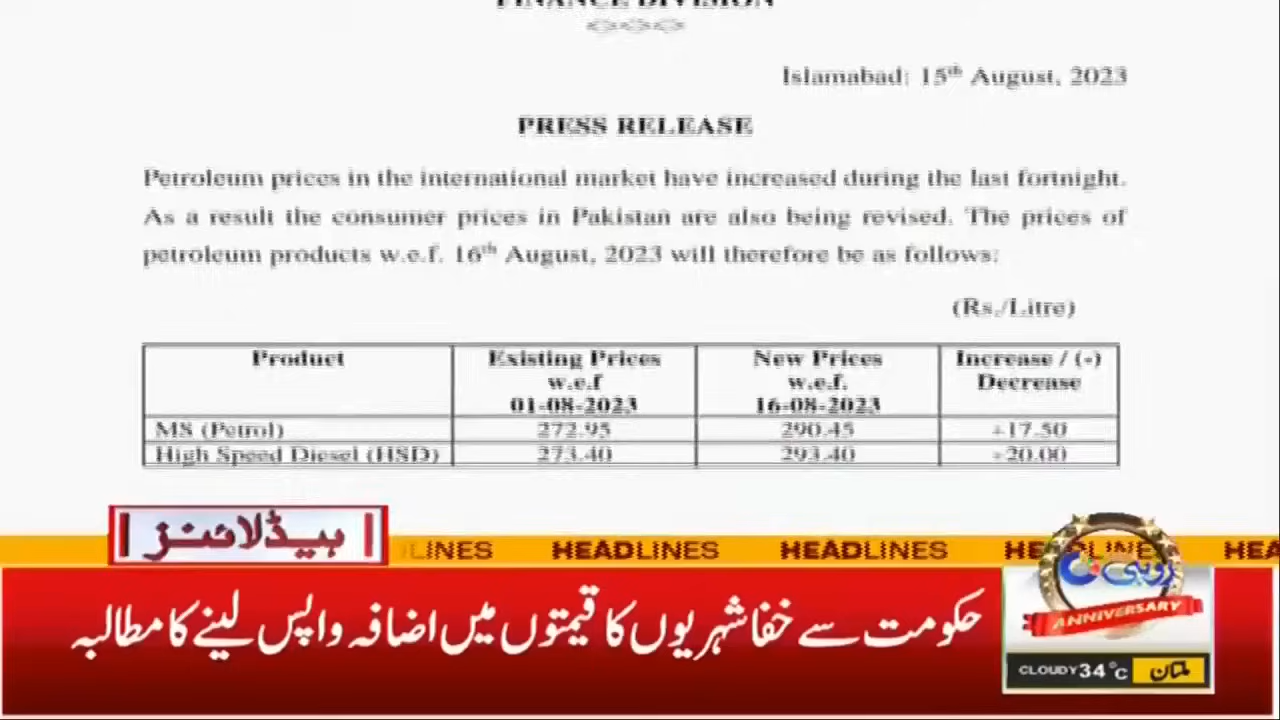 FINANCE DIVISION
Islamabad: 15th August, 2023
PRESS RELEASE
Petroleum prices in the international market have increased during the last fortnight.
As a result the consumer prices in Pakistan are also being revised. The prices of
petroleum products w.e.f. 16th August, 2023 will therefore be as follows:
(Rs./Litre)
Product Existing Prices w.e.f 01-08-2023 New Prices w.e.f. 16-08-2023 Increase / (-) Decrease
MS (Petrol) 272.95 290.45 +17.50
High Speed Diesel (HSD) 273.40 293.40 +20.00
ہیڈلائنز
LINES HEADLINES HEADLINES HEADLINES HEA
روہی
ANNIVERSARY
حکومت سے خفا شہریوں کا قیمتوں میں اضافہ واپس لینے کا مطالبہ
CLOUDY 34°C ملتان